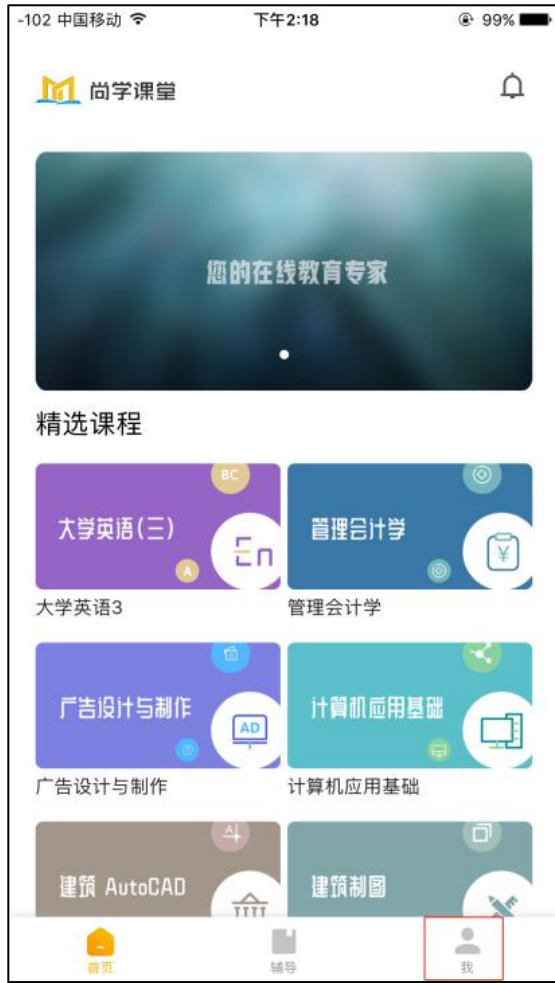 -102 中国移动 下午2:18 99%
尚学课堂
您的在线教育专家
精选课程
BC
大学英语(三) 管理会计学
En ¥
A
大学英语3 管理会计学
广告设计与制作 计算机应用基础
AD
广告设计与制作 计算机应用基础
A
建筑 AutoCAD 建筑制图
首页 辅导 我